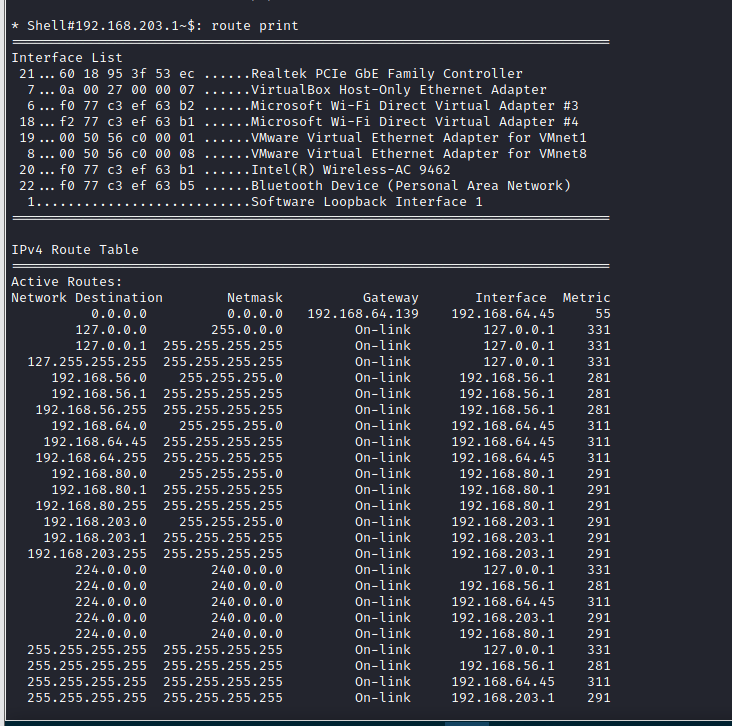 * Shell#192.168.203.1~$: route print
===========================================================================
Interface List
 21...60 18 95 3f 53 ec ......Realtek PCIe GbE Family Controller
  7...0a 00 27 00 00 07 ......VirtualBox Host-Only Ethernet Adapter
  6...f0 77 c3 ef 63 b2 ......Microsoft Wi-Fi Direct Virtual Adapter #3
 18...f2 77 c3 ef 63 b1 ......Microsoft Wi-Fi Direct Virtual Adapter #4
 19...00 50 56 c0 00 01 ......VMware Virtual Ethernet Adapter for VMnet1
  8...00 50 56 c0 00 08 ......VMware Virtual Ethernet Adapter for VMnet8
 20...f0 77 c3 ef 63 b1 ......Intel(R) Wireless-AC 9462
 22...f0 77 c3 ef 63 b5 ......Bluetooth Device (Personal Area Network)
  1...........................Software Loopback Interface 1
===========================================================================
IPv4 Route Table
===========================================================================
Active Routes:
Network Destination        Netmask          Gateway       Interface  Metric
          0.0.0.0          0.0.0.0   192.168.64.139    192.168.64.45     55
        127.0.0.0        255.0.0.0         On-link         127.0.0.1    331
        127.0.0.1  255.255.255.255         On-link         127.0.0.1    331
  127.255.255.255  255.255.255.255         On-link         127.0.0.1    331
     192.168.56.0    255.255.255.0         On-link      192.168.56.1    281
     192.168.56.1  255.255.255.255         On-link      192.168.56.1    281
   192.168.56.255  255.255.255.255         On-link      192.168.56.1    281
     192.168.64.0    255.255.255.0         On-link     192.168.64.45    311
    192.168.64.45  255.255.255.255         On-link     192.168.64.45    311
   192.168.64.255  255.255.255.255         On-link     192.168.64.45    311
     192.168.80.0    255.255.255.0         On-link      192.168.80.1    291
     192.168.80.1  255.255.255.255         On-link      192.168.80.1    291
   192.168.80.255  255.255.255.255         On-link      192.168.80.1    291
    192.168.203.0    255.255.255.0         On-link     192.168.203.1    291
    192.168.203.1  255.255.255.255         On-link     192.168.203.1    291
  192.168.203.255  255.255.255.255         On-link     192.168.203.1    291
        224.0.0.0        240.0.0.0         On-link         127.0.0.1    331
        224.0.0.0        240.0.0.0         On-link      192.168.56.1    281
        224.0.0.0        240.0.0.0         On-link     192.168.64.45    311
        224.0.0.0        240.0.0.0         On-link     192.168.203.1    291
        224.0.0.0        240.0.0.0         On-link      192.168.80.1    291
  255.255.255.255  255.255.255.255         On-link         127.0.0.1    331
  255.255.255.255  255.255.255.255         On-link      192.168.56.1    281
  255.255.255.255  255.255.255.255         On-link     192.168.64.45    311
  255.255.255.255  255.255.255.255         On-link     192.168.203.1    291